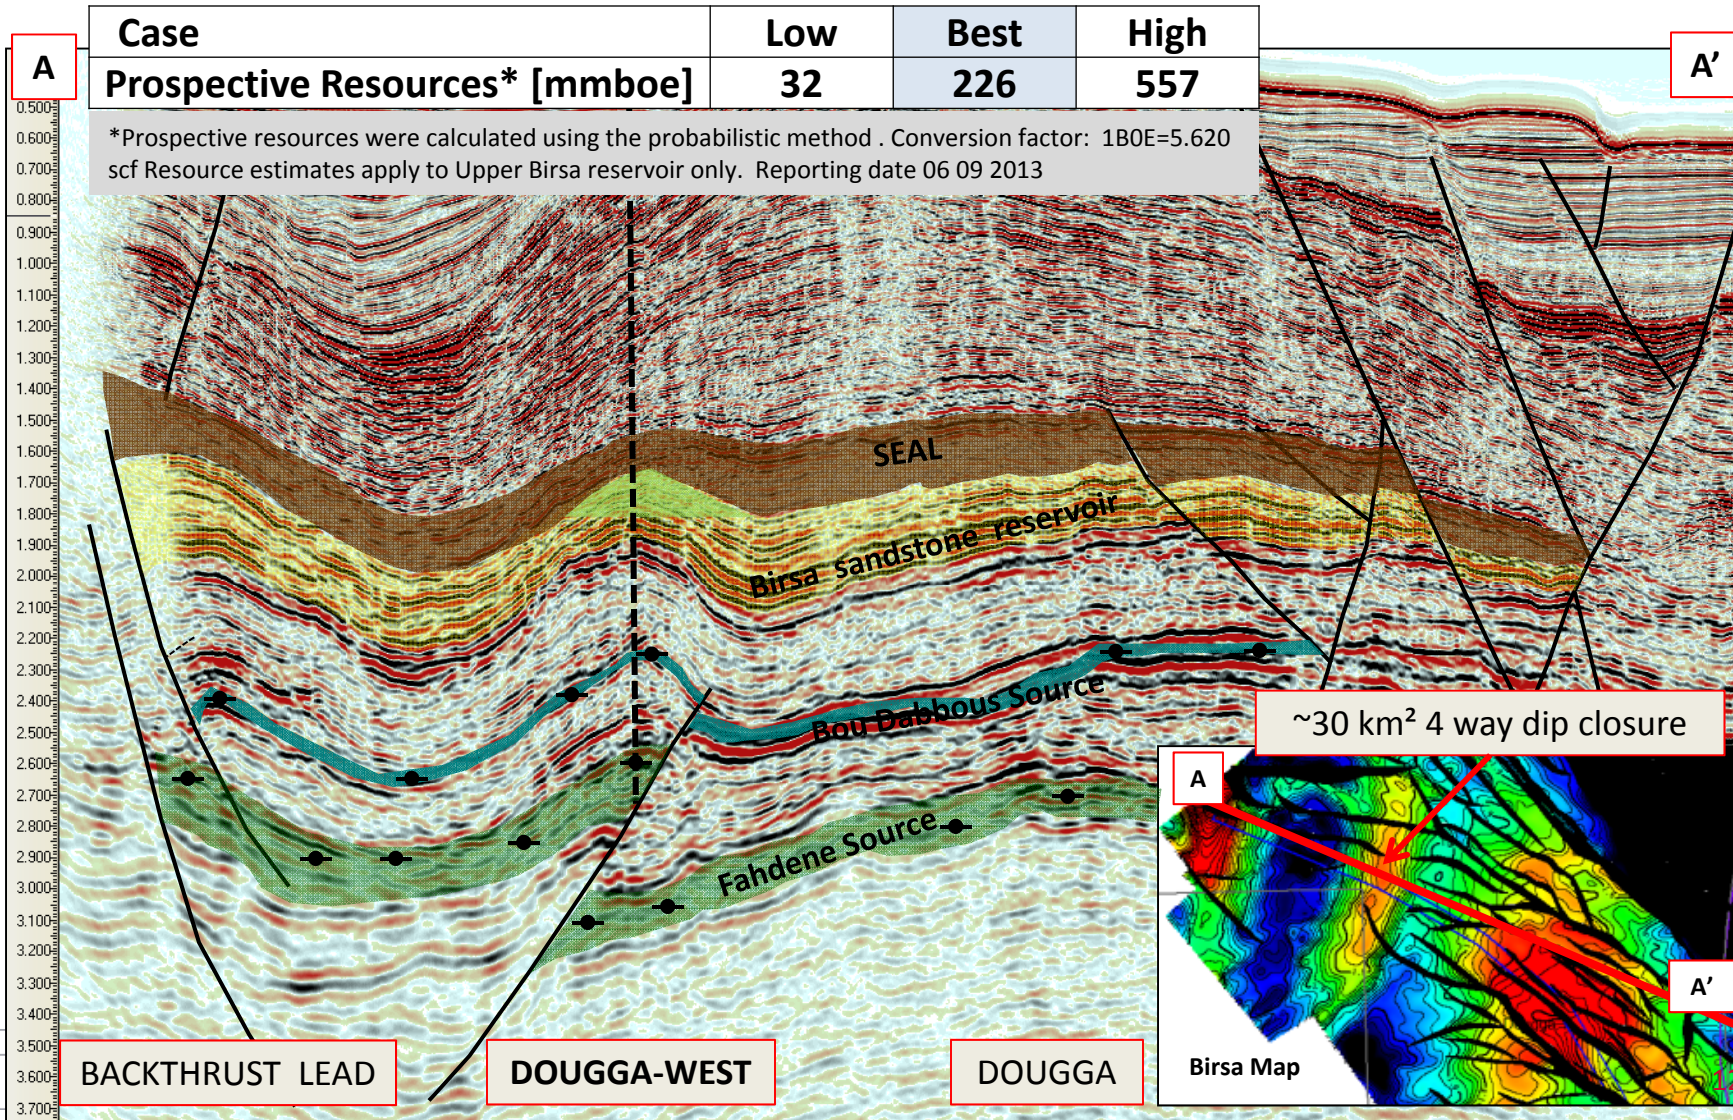 Case Low Best High
Prospective Resources* [mmboe] 32 226 557
*Prospective resources were calculated using the probabilistic method . Conversion factor: 1B0E=5.620
scf Resource estimates apply to Upper Birsa reservoir only. Reporting date 06 09 2013
A
A'
0.500
0.600
0.700
0.800
0.900
1.000
1.100
1.200
1.300
1.400
1.500
1.600
1.700
1.800
1.900
2.000
2.100
2.200
2.300
2.400
2.500
2.600
2.700
2.800
2.900
3.000
3.100
3.200
3.300
3.400
3.500
3.600
3.700
SEAL
Birsa sandstone reservoir
Bou Dabbous Source
Fahdene Source
~30 km² 4 way dip closure
A
A'
Birsa Map
BACKTHRUST LEAD
DOUGGA-WEST
DOUGGA